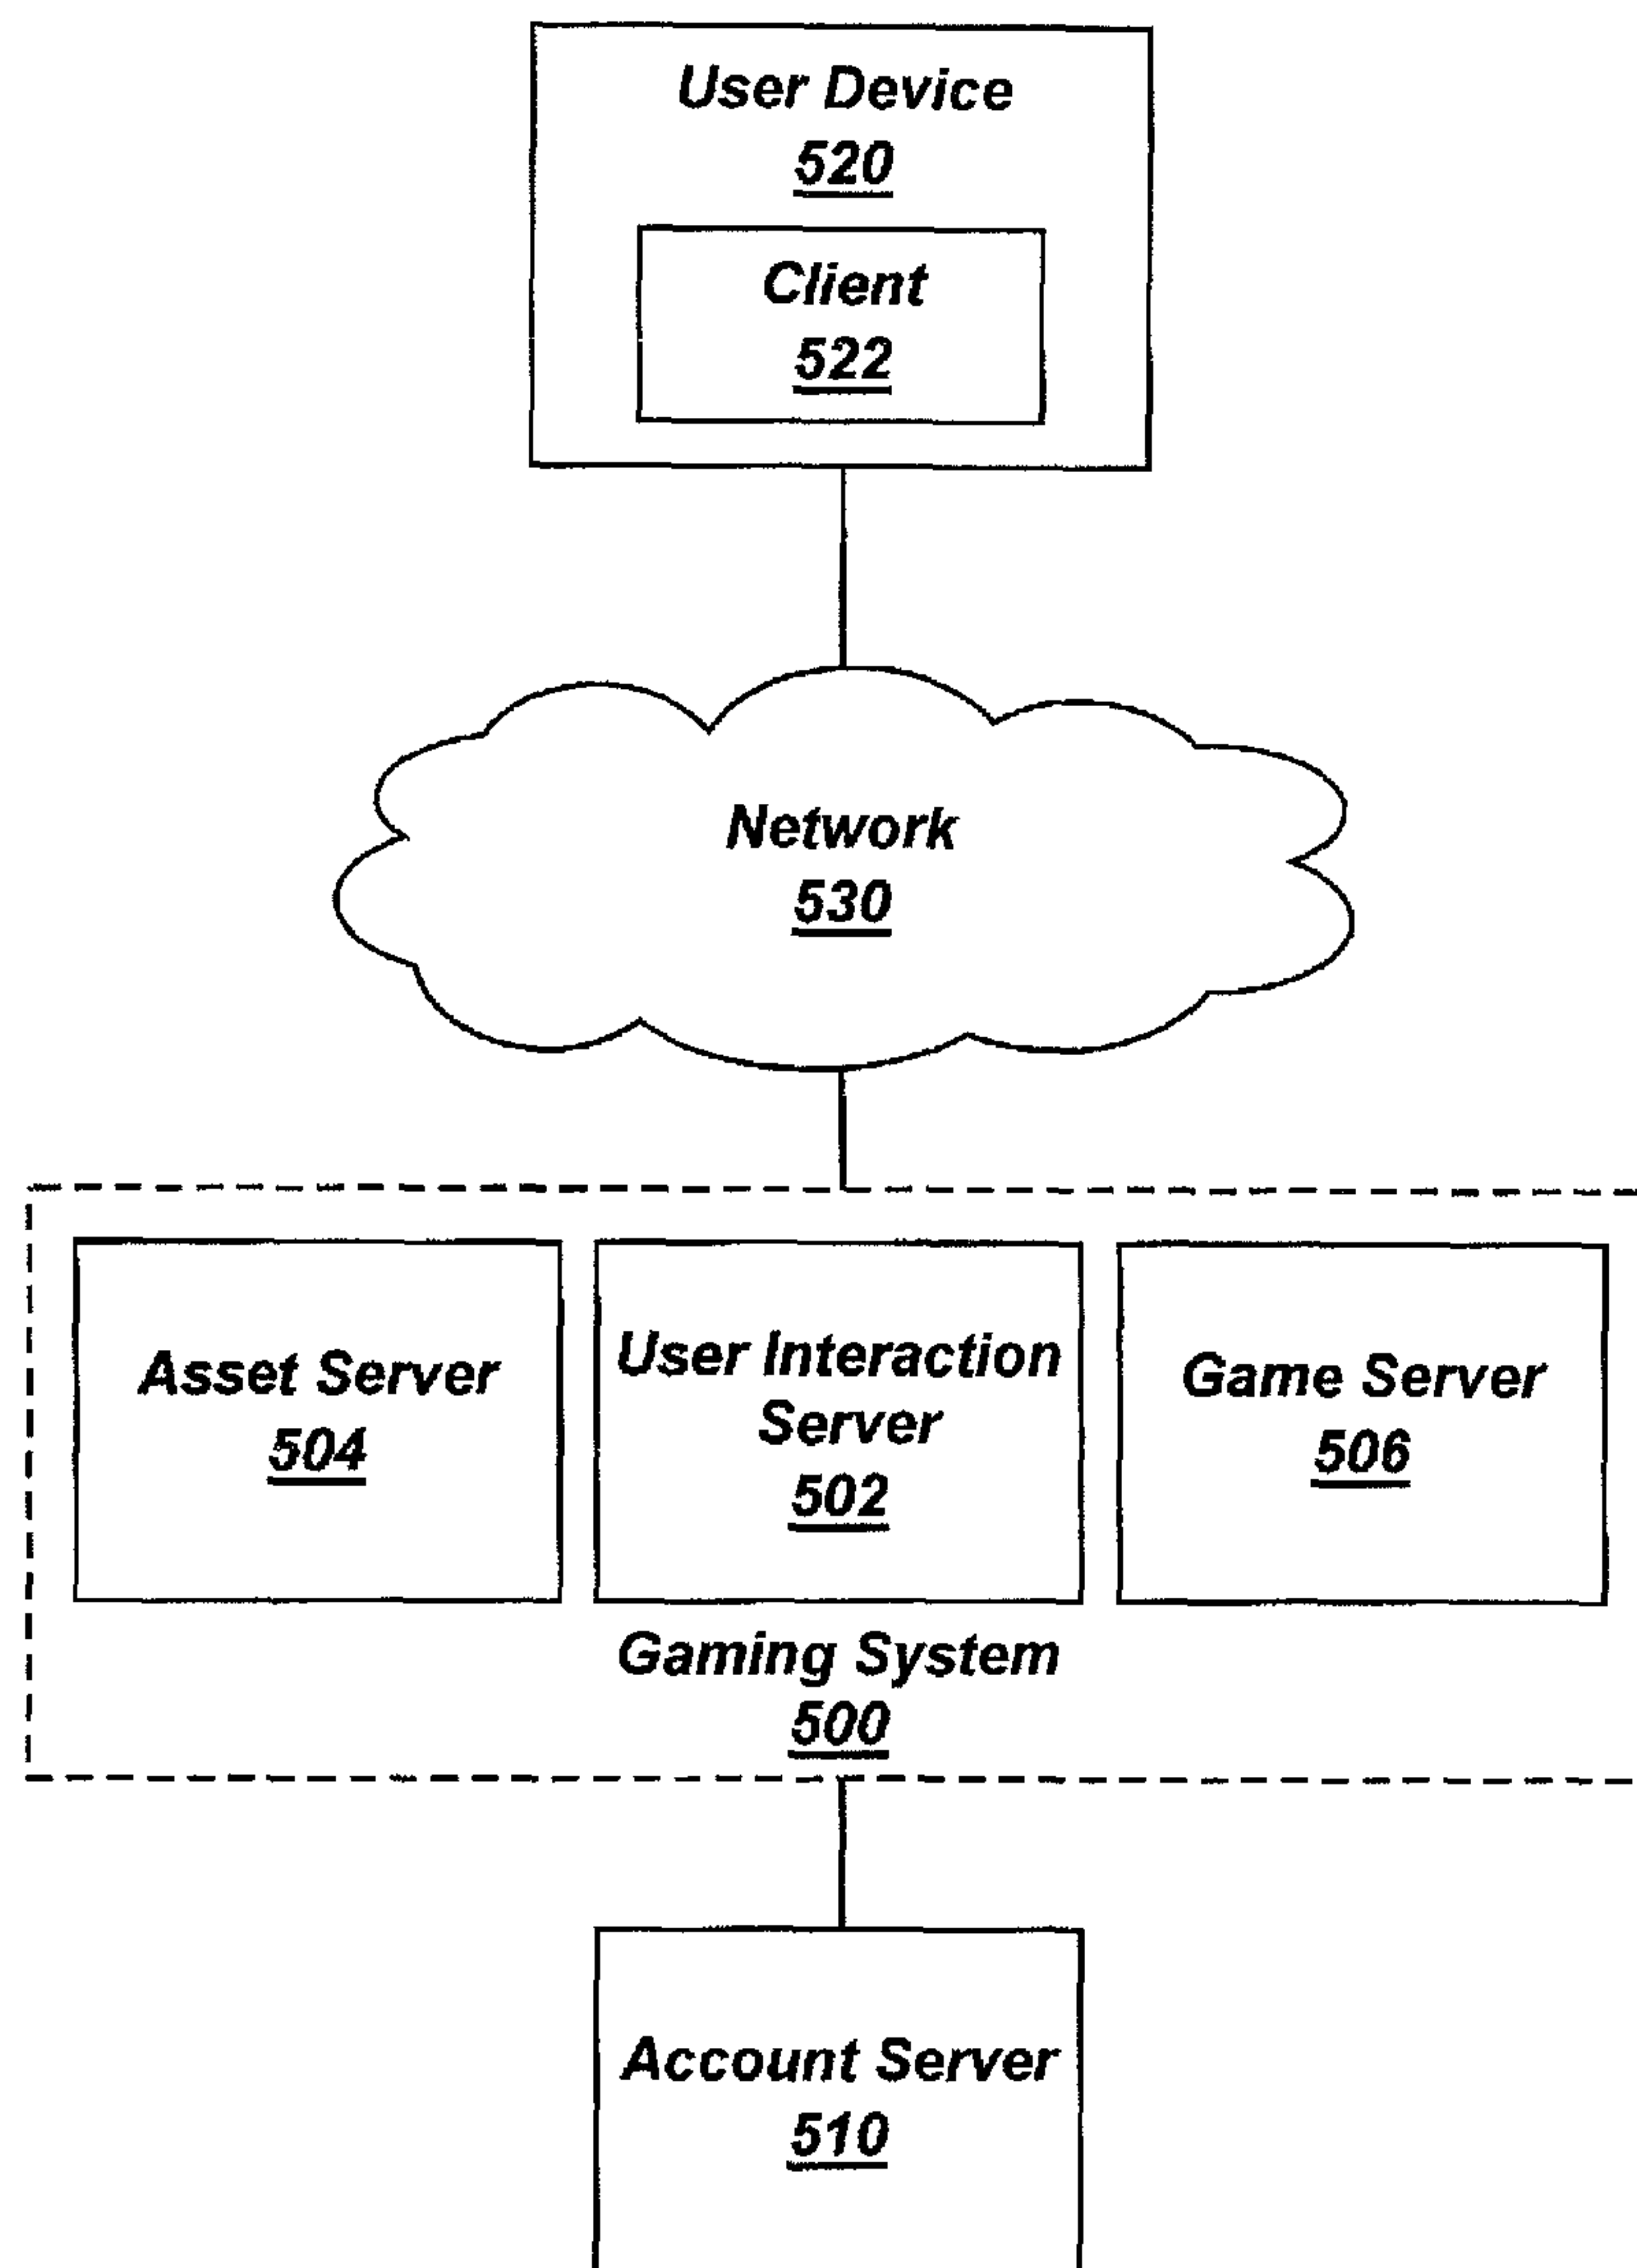 User Device
520
Client
522
Network
530
Asset Server
504
User Interaction
Server
502
Game Server
506
Gaming System
500
Account Server
510